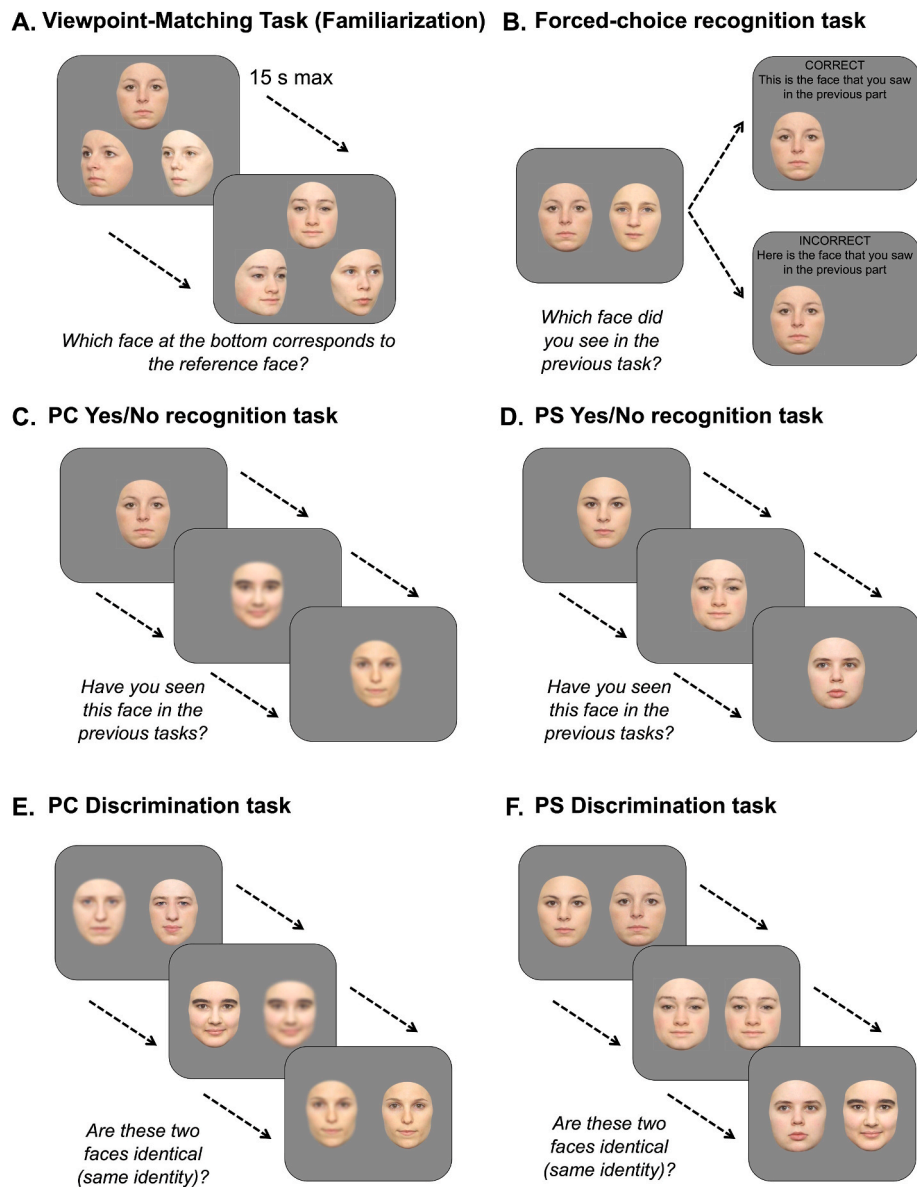 A. Viewpoint-Matching Task (Familiarization)
15 s max
Which face at the bottom corresponds to
the reference face?
B. Forced-choice recognition task
CORRECT
This is the face that you saw
in the previous part
INCORRECT
Here is the face that you saw
in the previous part
Which face did
you see in the
previous task?
C. PC Yes/No recognition task
Have you seen
this face in the
previous tasks?
D. PS Yes/No recognition task
Have you seen
this face in the
previous tasks?
E. PC Discrimination task
Are these two
faces identical
(same identity)?
F. PS Discrimination task
Are these two
faces identical
(same identity)?